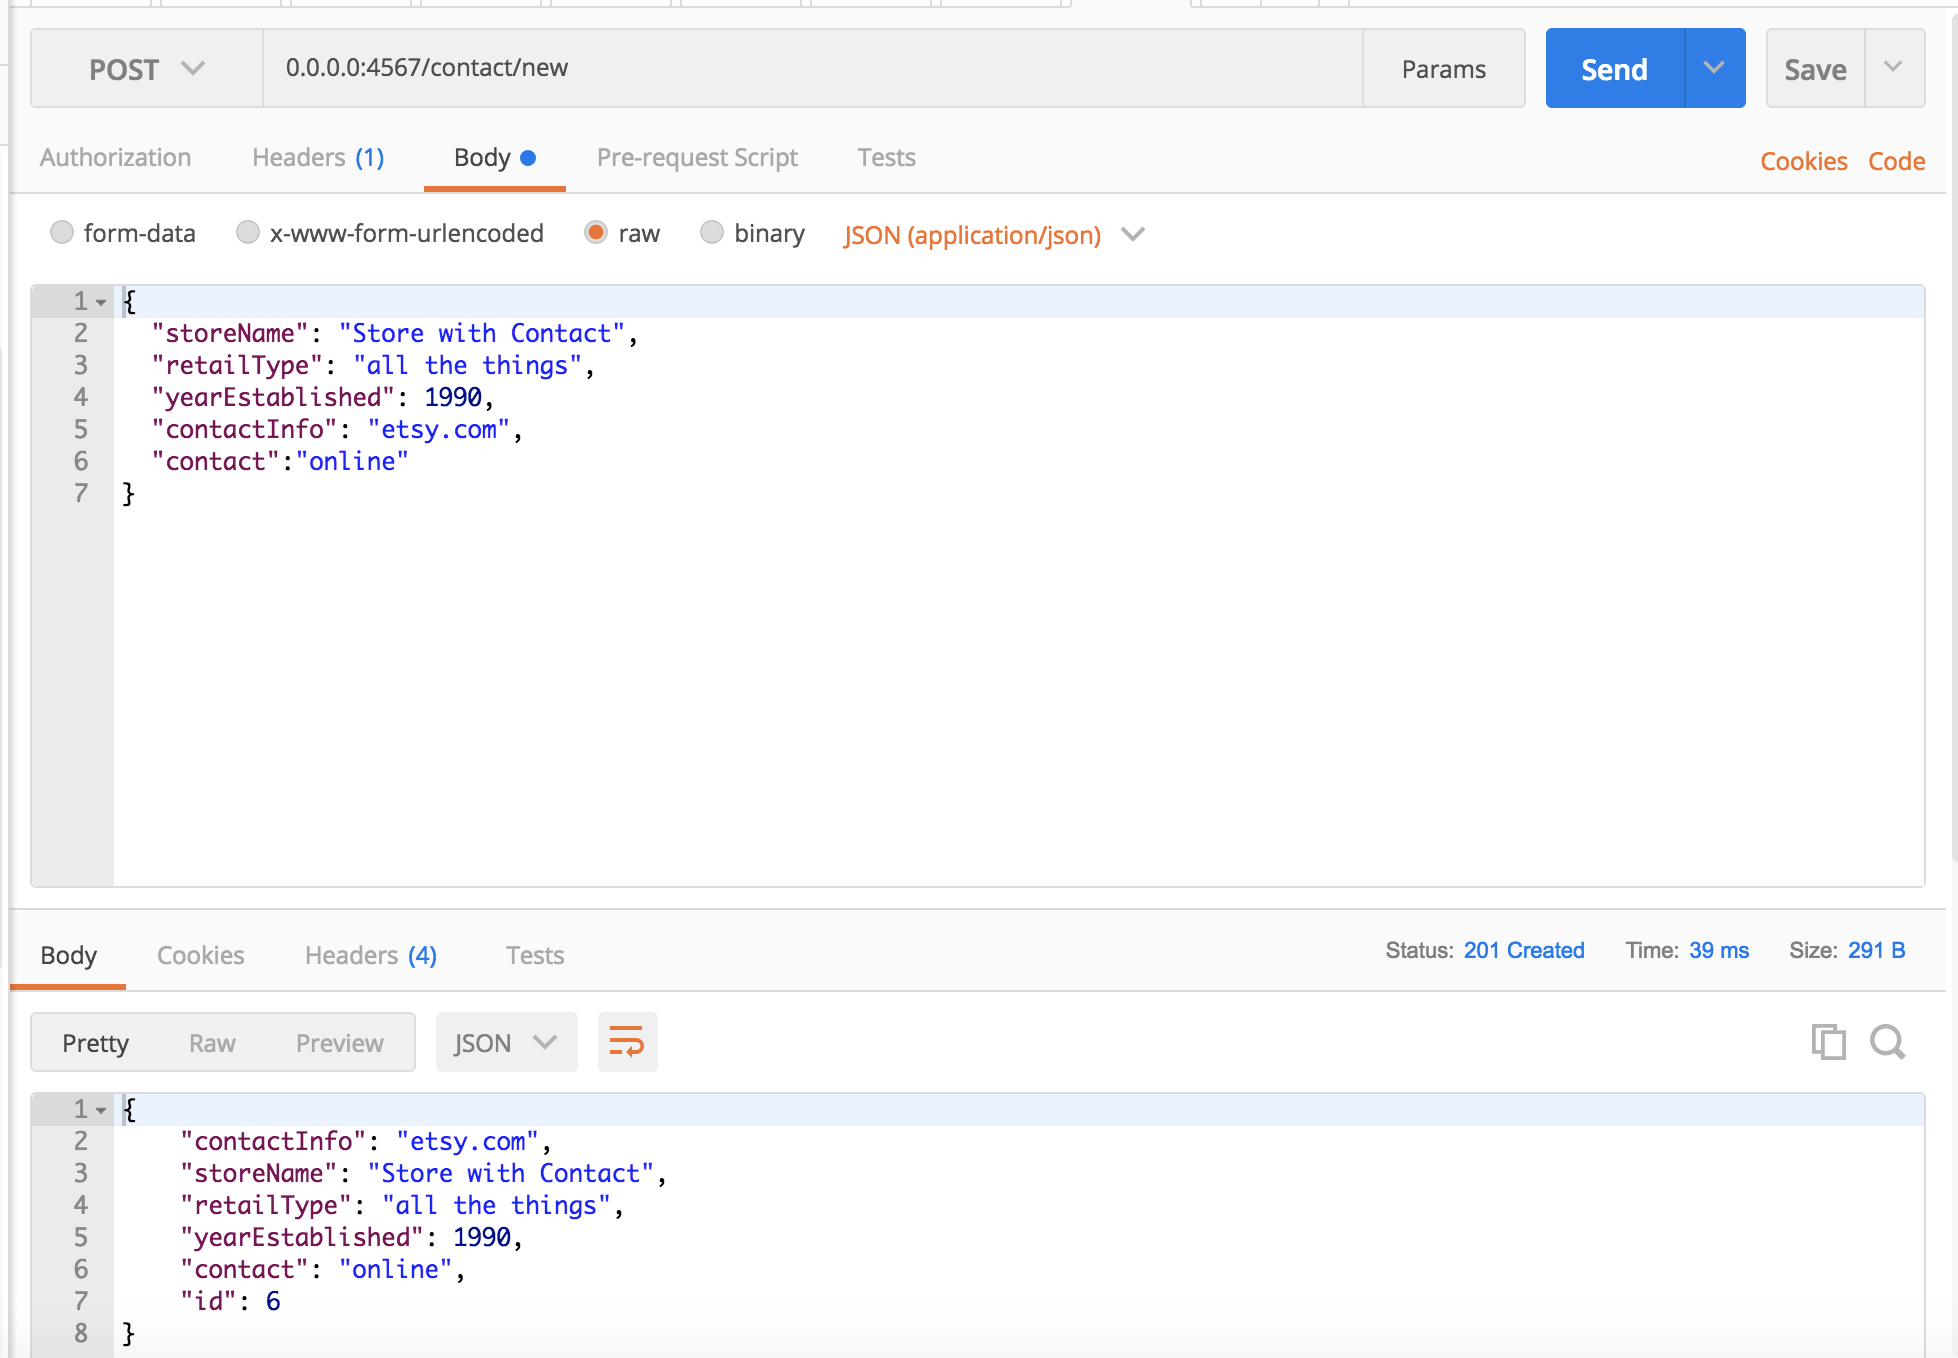 POST 0.0.0.0:4567/contact/new Params Send Save
Authorization Headers (1) Body Pre-request Script Tests Cookies Code
form-data x-www-form-urlencoded raw binary JSON (application/json)
1 {
2 "storeName": "Store with Contact",
3 "retailType": "all the things",
4 "yearEstablished": 1990,
5 "contactInfo": "etsy.com",
6 "contact":"online"
7 }
Body Cookies Headers (4) Tests Status: 201 Created Time: 39 ms Size: 291 B
Pretty Raw Preview JSON
1 {
2 "contactInfo": "etsy.com",
3 "storeName": "Store with Contact",
4 "retailType": "all the things",
5 "yearEstablished": 1990,
6 "contact": "online",
7 "id": 6
8 }